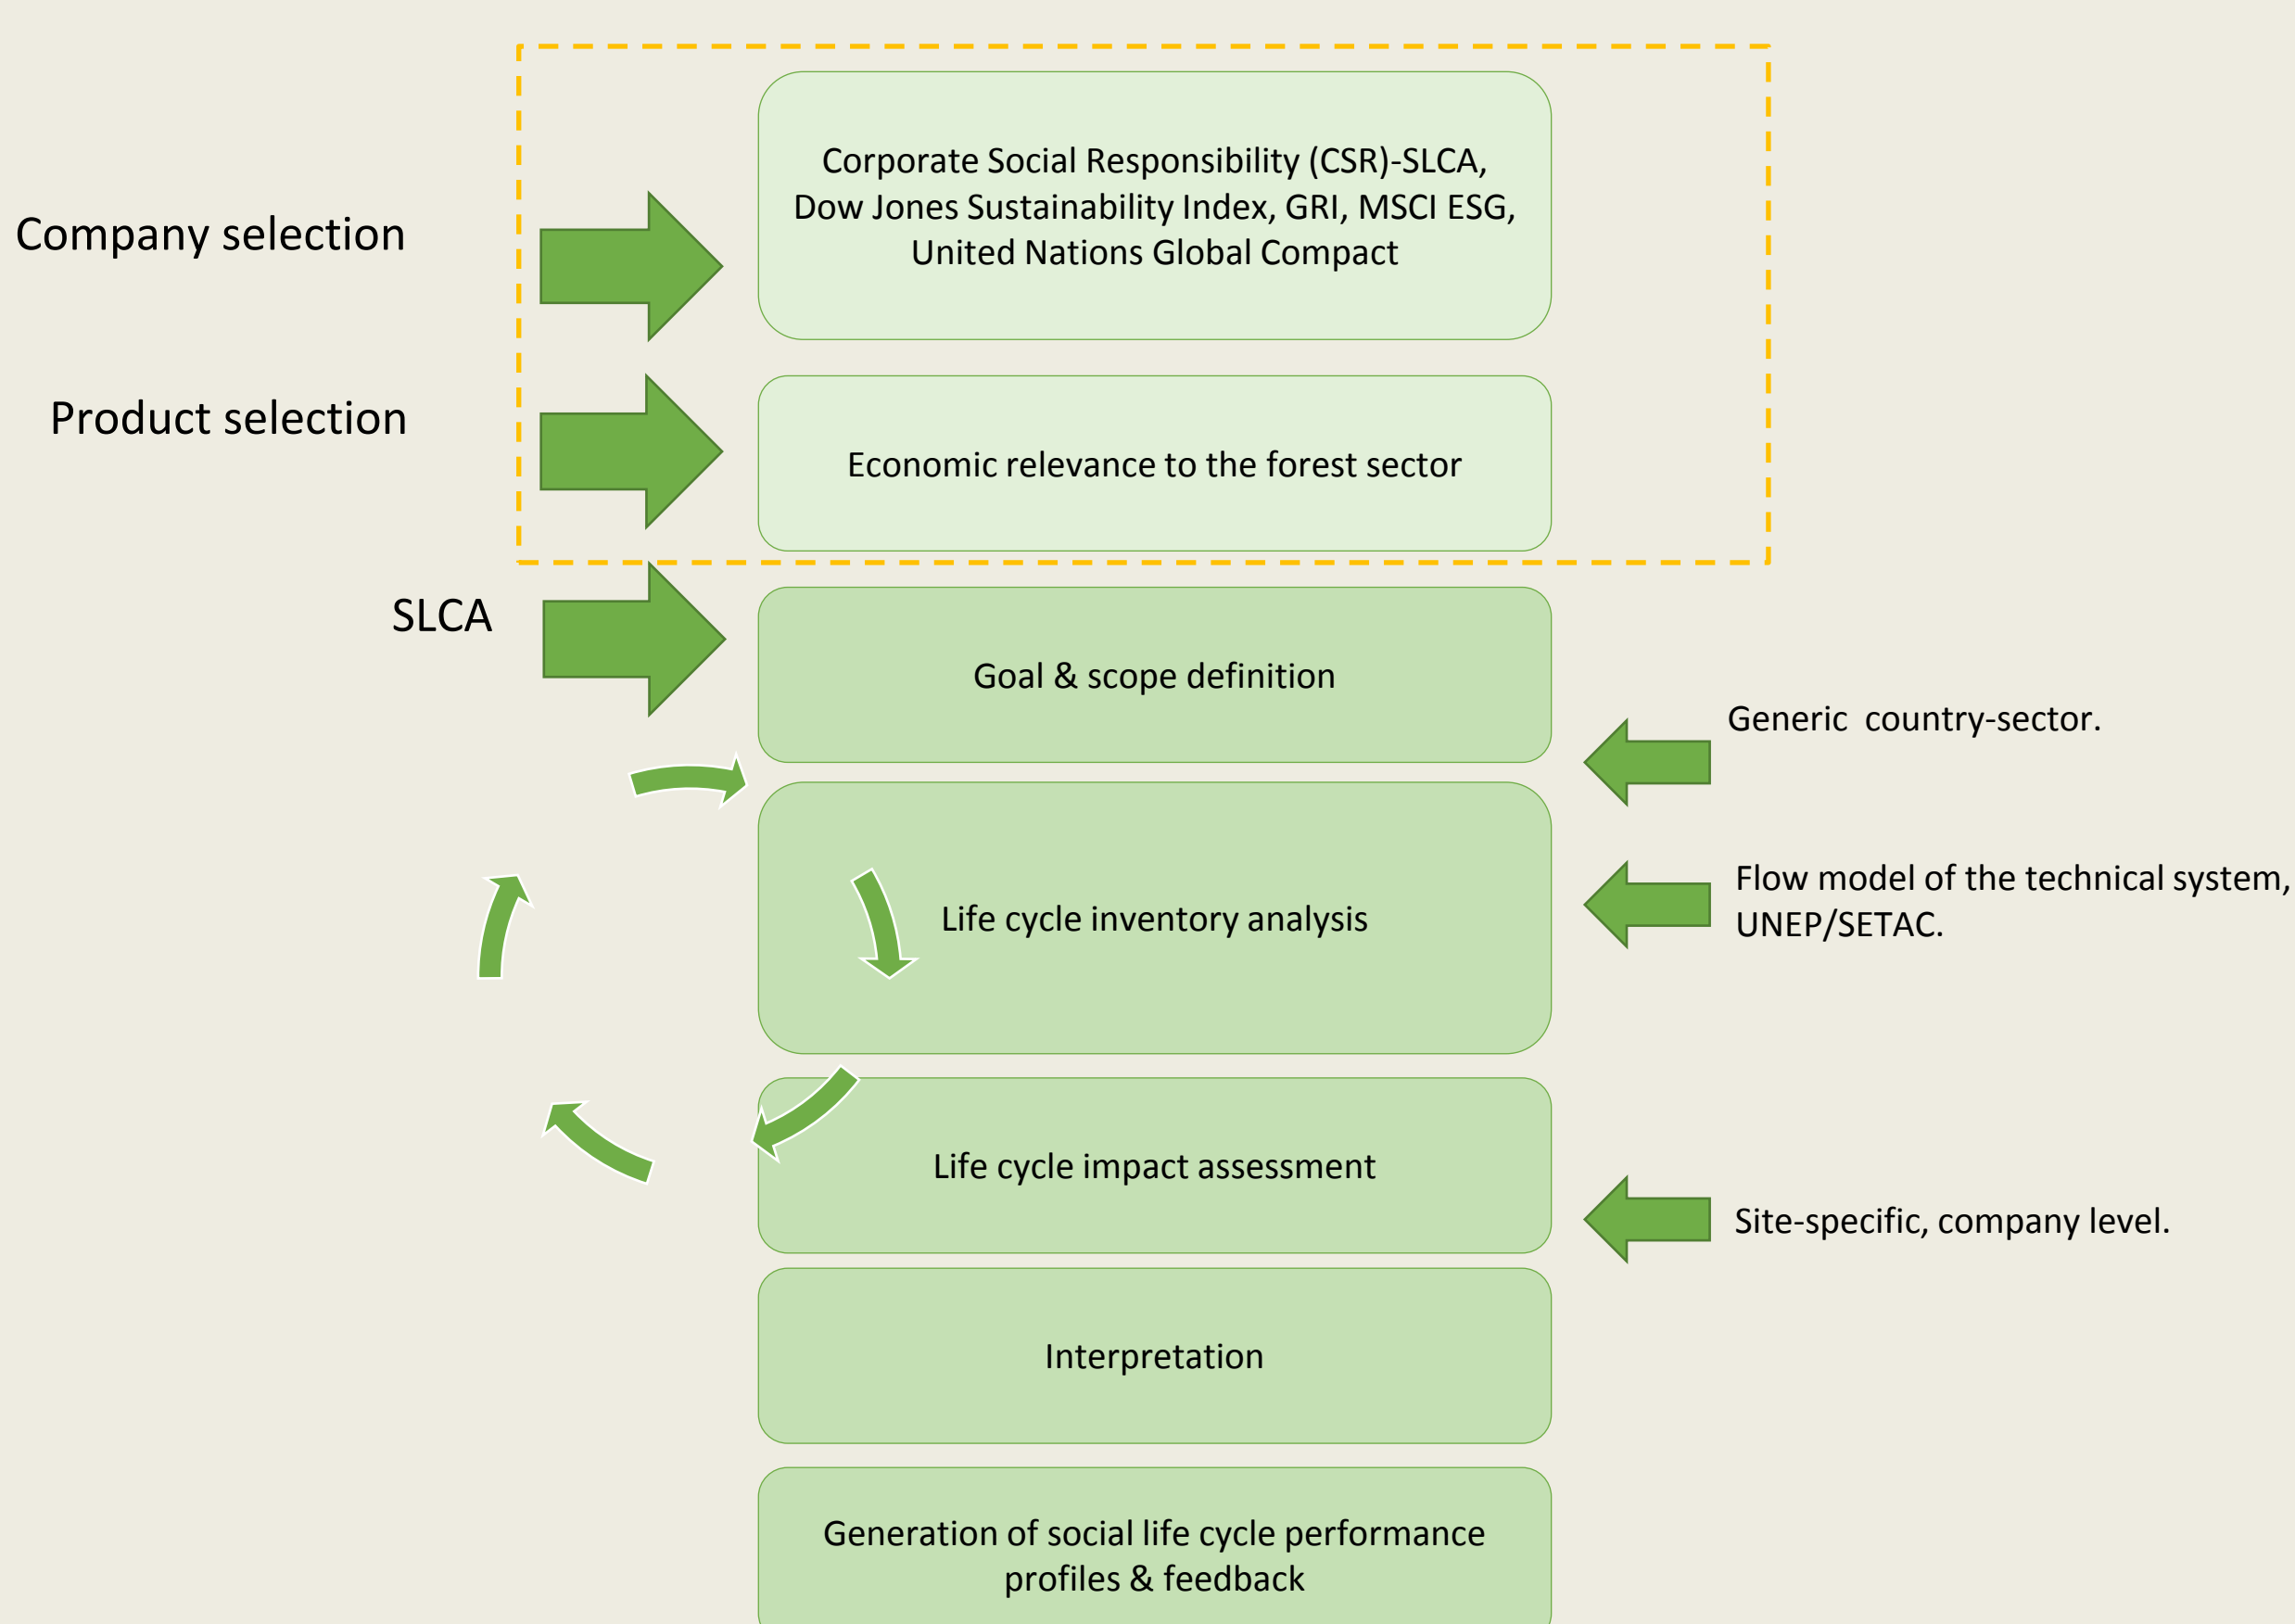 Company selection
Corporate Social Responsibility (CSR)-SLCA,
Dow Jones Sustainability Index, GRI, MSCI ESG,
United Nations Global Compact
Product selection
Economic relevance to the forest sector
SLCA
Goal & scope definition
Generic  country-sector.
Life cycle inventory analysis
Flow model of the technical system,
UNEP/SETAC.
Life cycle impact assessment
Site-specific, company level.
Interpretation
Generation of social life cycle performance
profiles & feedback